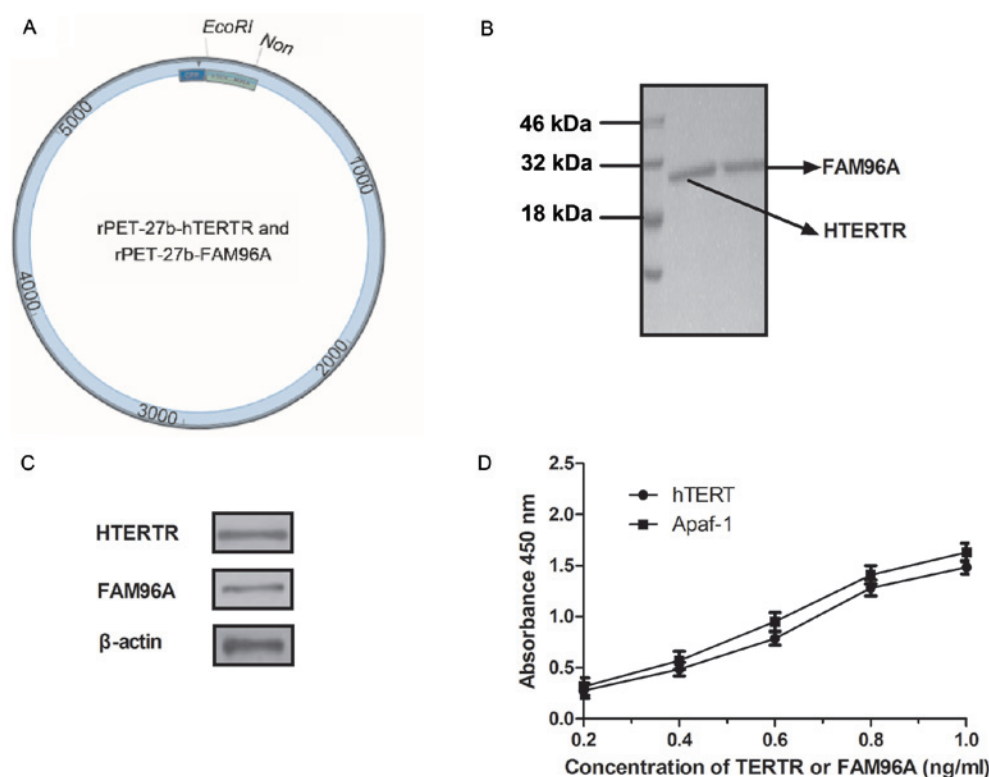 A
EcoRI
Non
5000
1000
rPET-27b-hTERTR and
rPET-27b-FAM96A
4000
2000
3000
B
46 kDa
32 kDa
FAM96A
18 kDa
HTERTR
C
HTERTR
FAM96A
β-actin
D
2.5
2.0
1.5
1.0
0.5
0.0
Absorbance 450 nm
hTERT
Apaf-1
0.2 0.4 0.6 0.8 1.0
Concentration of TERTR or FAM96A (ng/ml)